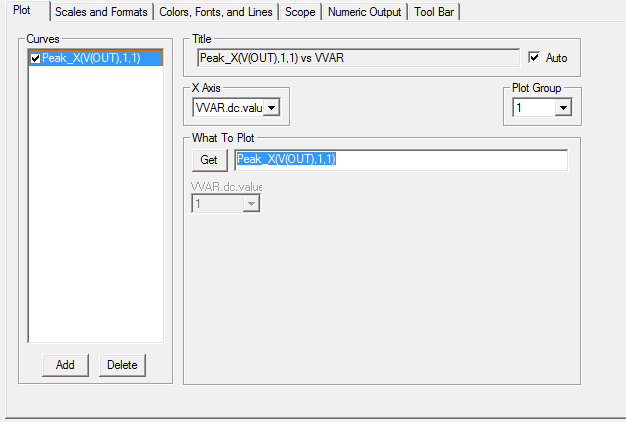 Plot Scales and Formats Colors, Fonts, and Lines Scope Numeric Output Tool Bar
Curves
Peak_X(V(OUT),1,1)
Title
Peak_X(V(OUT),1,1) vs VVAR
Auto
X Axis
VVAR.dc.valu
Plot Group
1
What To Plot
Get
Peak_X(V(OUT),1,1)
VVAR.dc.value
1
Add Delete